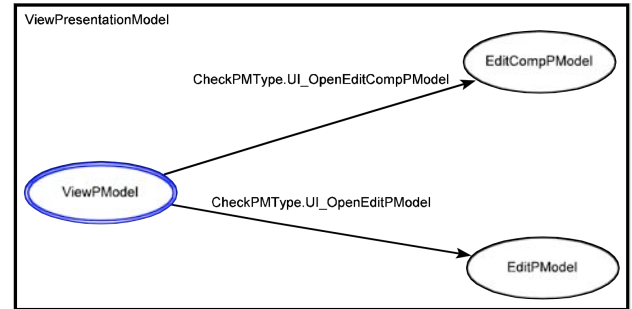 ViewPresentationModel
EditCompPModel
CheckPMType.UI_OpenEditCompPModel
ViewPModel
CheckPMType.UI_OpenEditPModel
EditPModel